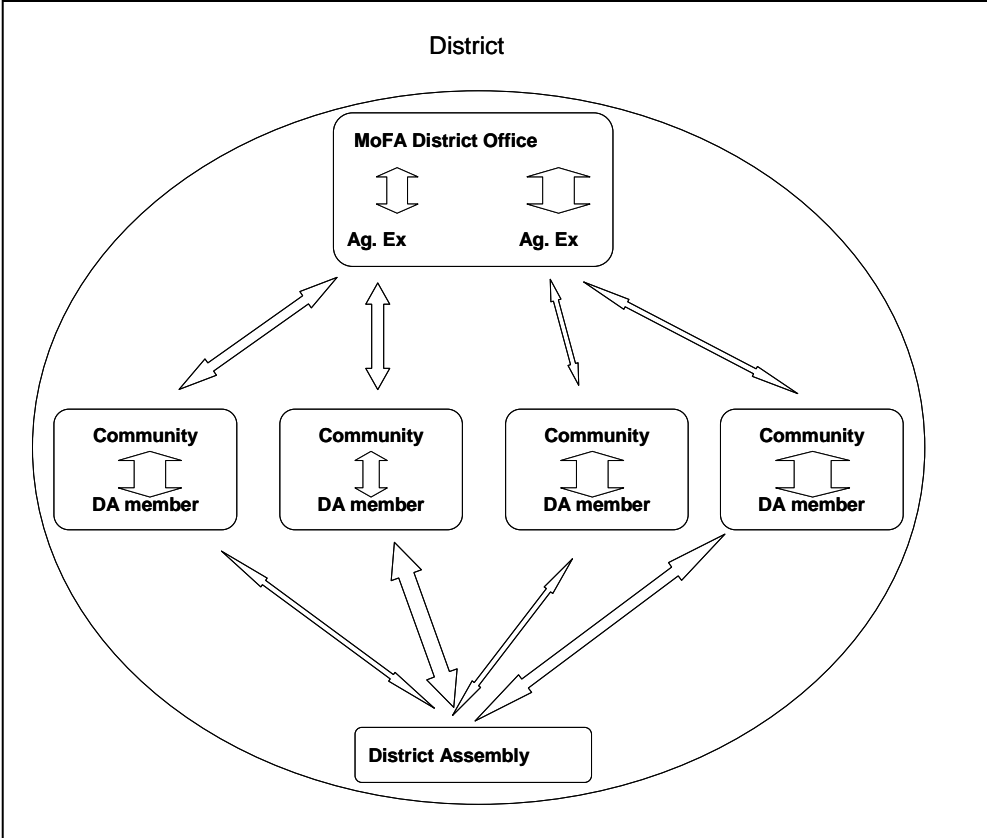 District
MoFA District Office
Ag. Ex Ag. Ex
Community Community Community Community
DA member DA member DA member DA member
District Assembly